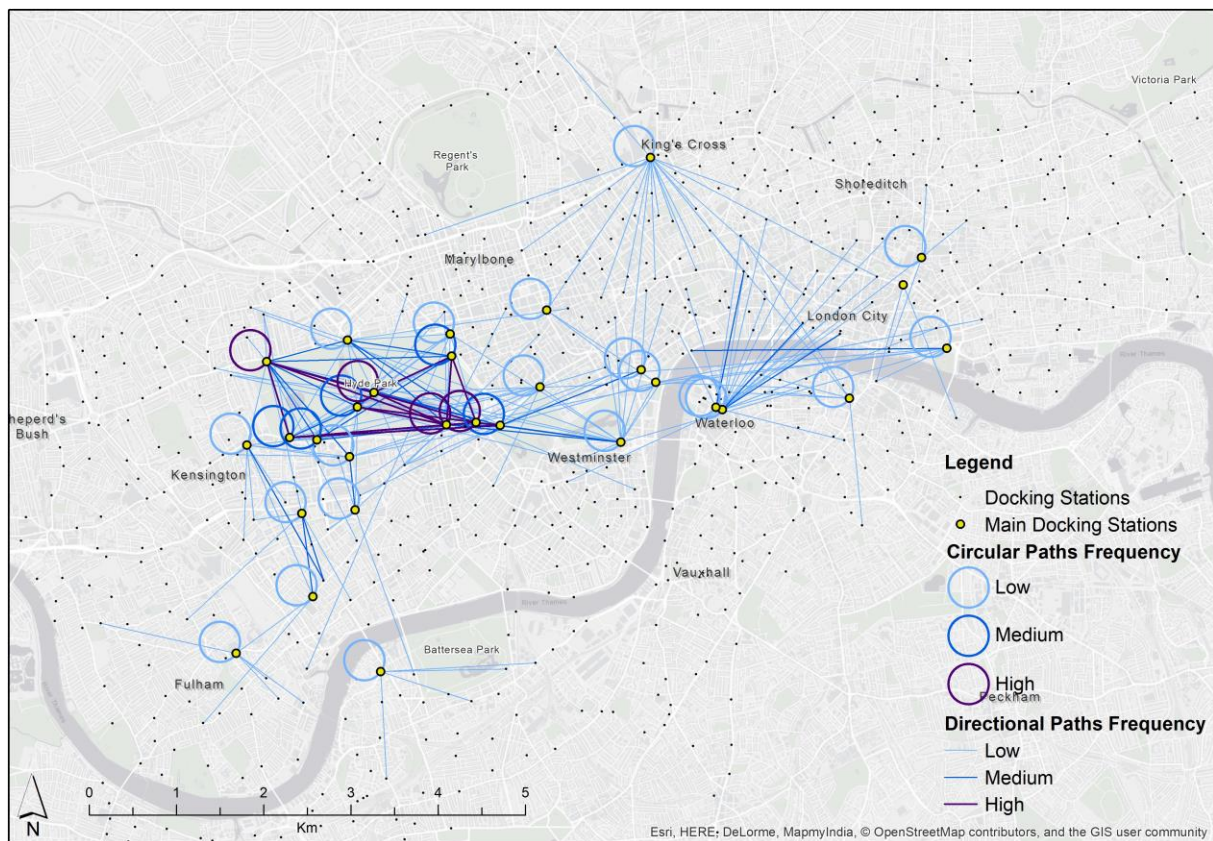 Victoria Park
King's Cross
Regent's
Park
Shoreditch
Marylbone
London City
River Thames
Hyde Park
heperd's
Bush
Waterloo
Westminster
Kensington
Legend
Docking Stations
Main Docking Stations
Circular Paths Frequency
Low
Medium
High
Peckham
Directional Paths Frequency
Low
Medium
High
Vauxhall
River Thames
Battersea Park
Fulham
0 1 2 3 4 5
Km
N
Esri, HERE, DeLorme, MapmyIndia, © OpenStreetMap contributors, and the GIS user community